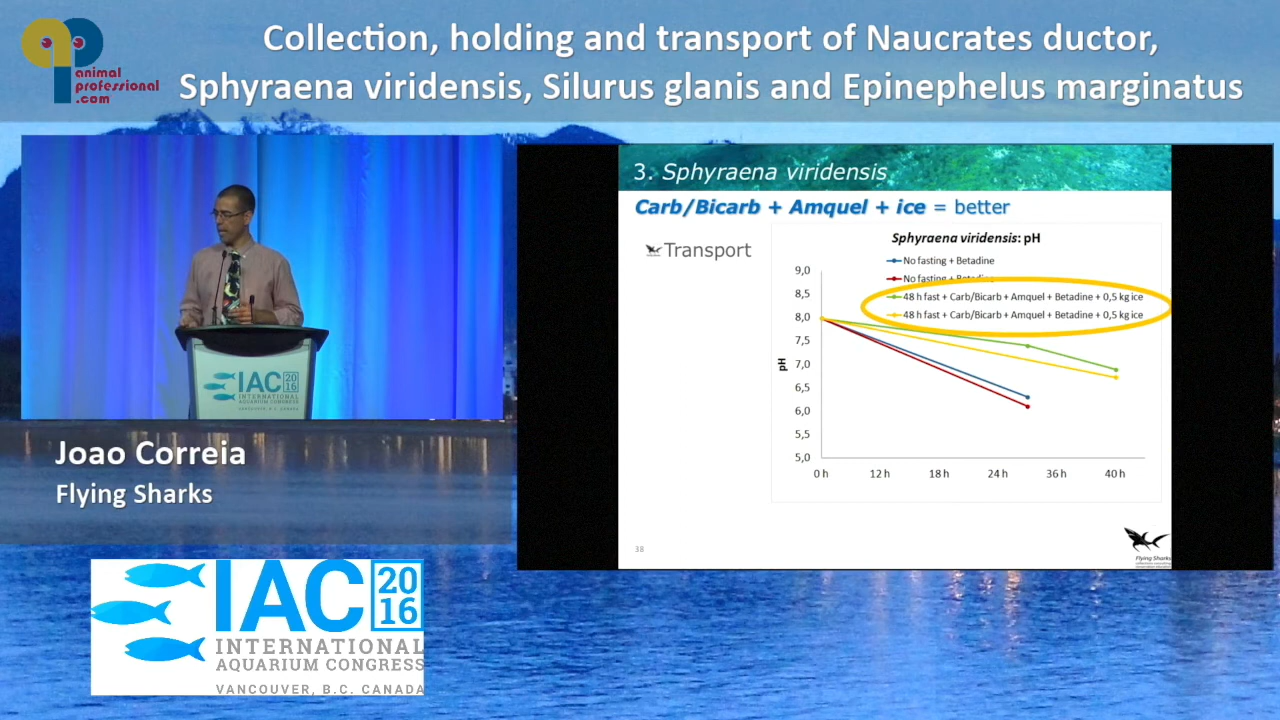 animal
professional
.com
Collection, holding and transport of Naucrates ductor,
Sphyraena viridensis, Silurus glanis and Epinephelus marginatus
IAC 2016
INTERNATIONAL
AQUARIUM CONGRESS
VANCOUVER, B.C. CANADA
Joao Correia
Flying Sharks
IAC 20
16
INTERNATIONAL
AQUARIUM CONGRESS
VANCOUVER, B.C. CANADA
3. Sphyraena viridensis
Carb/Bicarb + Amquel + ice = better
Transport
Sphyraena viridensis: pH
No fasting + Betadine
No fasting + Betadine
48 h fast + Carb/Bicarb + Amquel + Betadine + 0,5 kg ice
48 h fast + Carb/Bicarb + Amquel + Betadine + 0,5 kg ice
9,0
8,5
8,0
7,5
7,0
6,5
6,0
5,5
5,0
pH
0 h 12 h 18 h 24 h 36 h 40 h
38
Flying Sharks